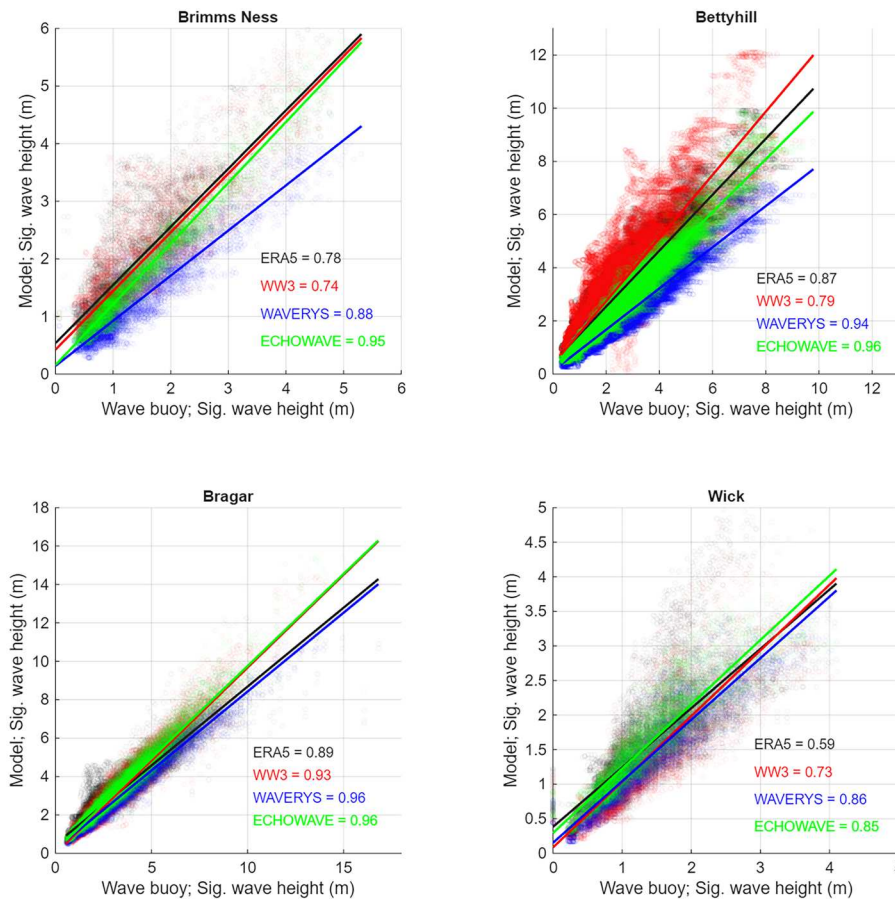 Brimms Ness
Model; Sig. wave height (m)
6
5
4
3
2
1
0
ERA5 = 0.78
WW3 = 0.74
WAVERYS = 0.88
ECHOWAVE = 0.95
0 1 2 3 4 5 6
Wave buoy; Sig. wave height (m)
Bettyhill
Model; Sig. wave height (m)
12
10
8
6
4
2
0
ERA5 = 0.87
WW3 = 0.79
WAVERYS = 0.94
ECHOWAVE = 0.96
0 2 4 6 8 10 12
Wave buoy; Sig. wave height (m)
Bragar
Model; Sig. wave height (m)
18
16
14
12
10
8
6
4
2
0
ERA5 = 0.89
WW3 = 0.93
WAVERYS = 0.96
ECHOWAVE = 0.96
0 5 10 15
Wave buoy; Sig. wave height (m)
Wick
Model; Sig. wave height (m)
5
4.5
4
3.5
3
2.5
2
1.5
1
0.5
0
ERA5 = 0.59
WW3 = 0.73
WAVERYS = 0.86
ECHOWAVE = 0.85
0 1 2 3 4
Wave buoy; Sig. wave height (m)